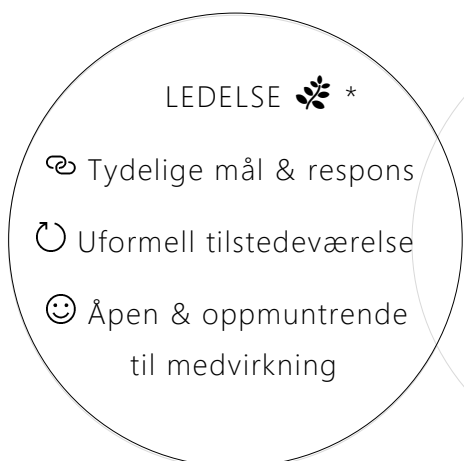 LEDELSE *
Tydelige mål & respons
Uformell tilstedeværelse
Åpen & oppmuntrende
til medvirkning